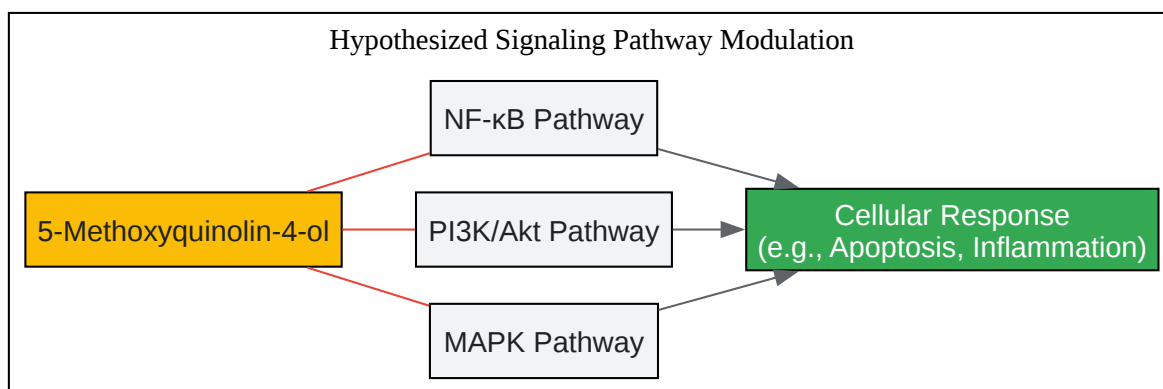 Hypothesized Signaling Pathway Modulation
NF-κB Pathway
5-Methoxyquinolin-4-ol
PI3K/Akt Pathway
Cellular Response
(e.g., Apoptosis, Inflammation)
MAPK Pathway